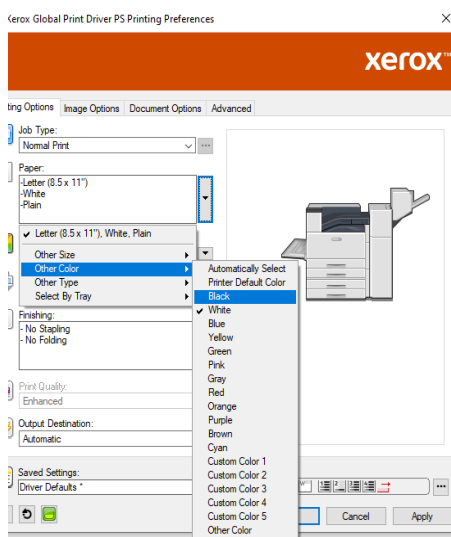 Xerox Global Print Driver PS Printing Preferences
xerox™
ting Options Image Options Document Options Advanced
Job Type:
Normal Print
Paper:
-Letter (8.5 x 11")
-White
-Plain
Letter (8.5 x 11"), White, Plain
Other Size
Other Color
Other Type
Select By Tray
Automatically Select
Printer Default Color
Black
White
Blue
Yellow
Green
Pink
Gray
Red
Orange
Purple
Brown
Cyan
Custom Color 1
Custom Color 2
Custom Color 3
Custom Color 4
Custom Color 5
Other Color
Finishing:
- No Stapling
- No Folding
Print Quality:
Enhanced
Output Destination:
Automatic
Saved Settings:
Driver Defaults *
Cancel Apply